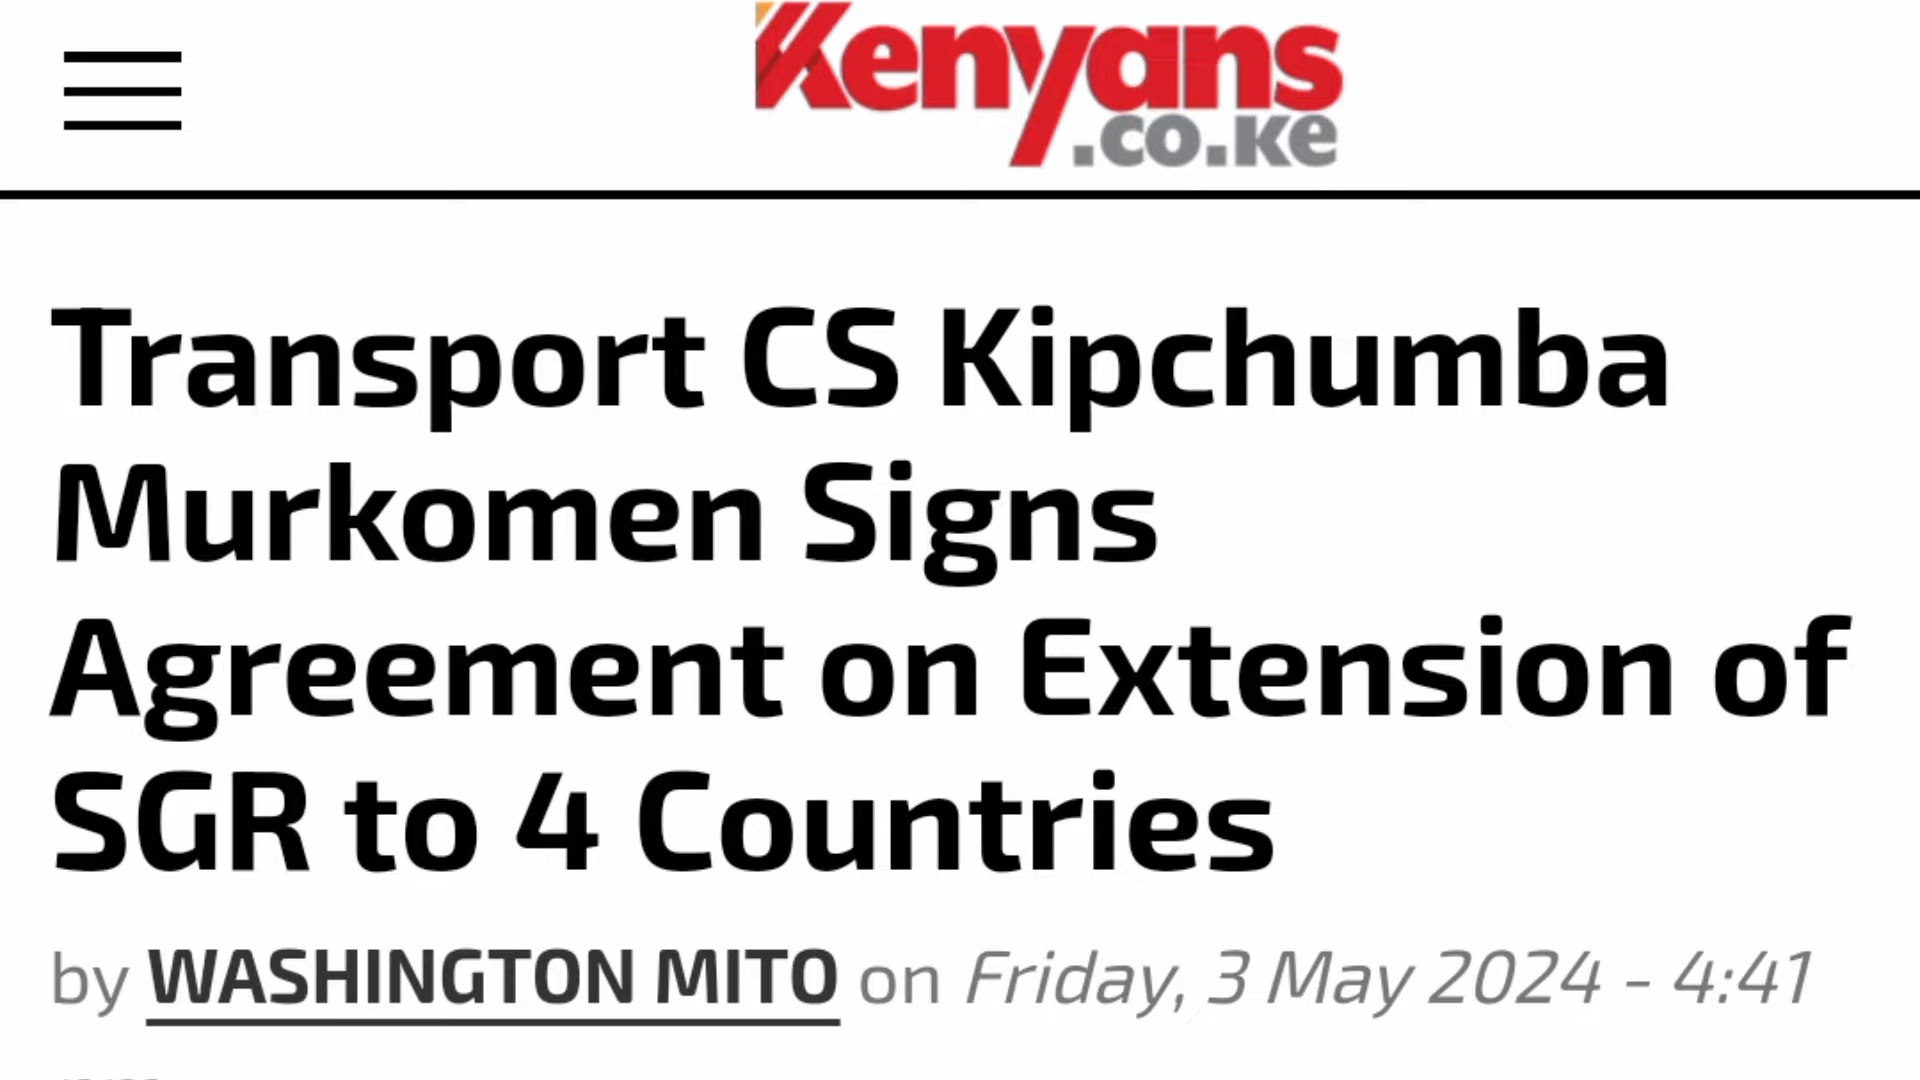 Kenyans
.co.ke
Transport CS Kipchumba
Murkomen Signs
Agreement on Extension of
SGR to 4 Countries
by WASHINGTON MITO on Friday, 3 May 2024 - 4:41